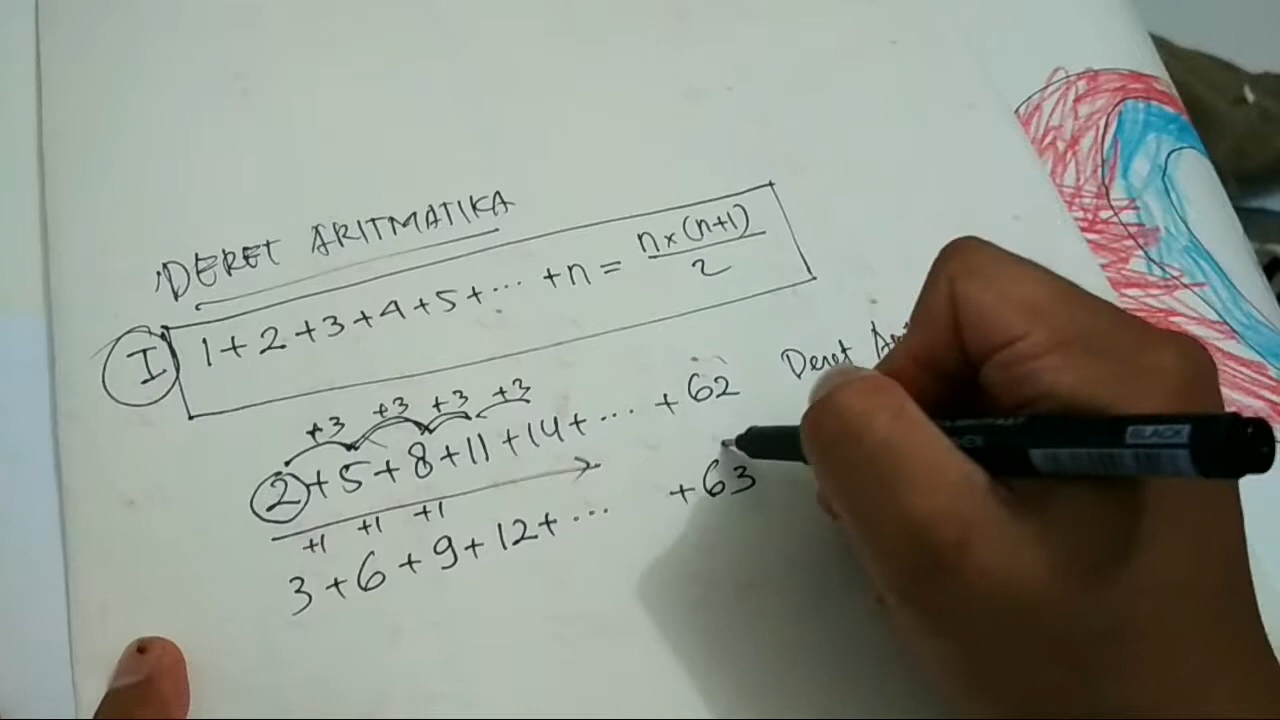 DERET ARITMATIKA
I 1+2+3+4+5+... +n = n×(n+1)/2
+3 +3 +3 +3
2+5+8+11+14+... +62 Deret
+1 +1 +1
3+6+9+12+... +63
BLACK